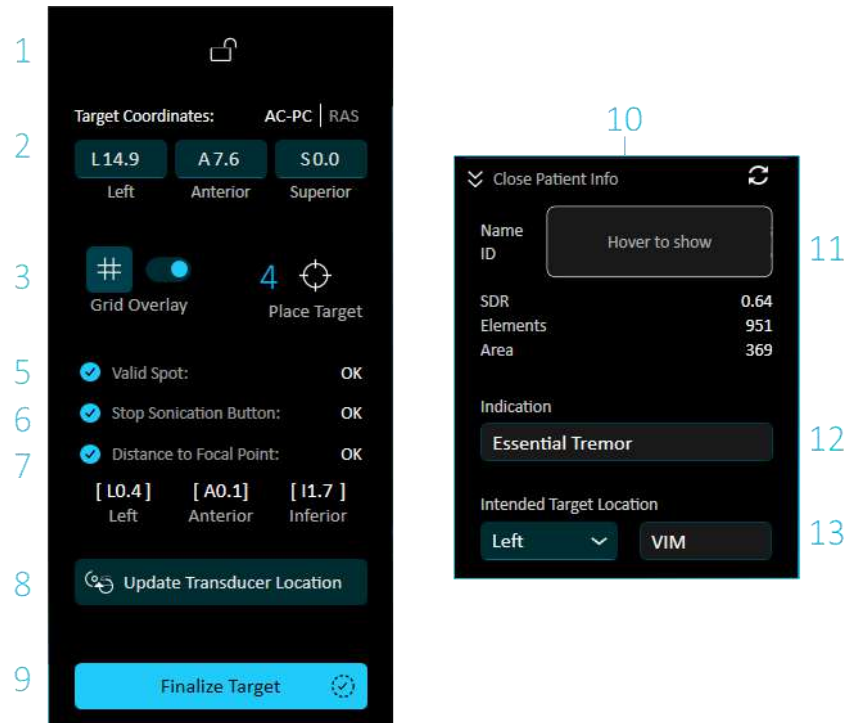 1
Target Coordinates: AC-PC | RAS
2
L14.9 A7.6 S0.0
Left Anterior Superior
3
4
Grid Overlay Place Target
5 Valid Spot: OK
6 Stop Sonication Button: OK
7 Distance to Focal Point: OK
[ L0.4 ] [ A0.1] [ I1.7 ]
Left Anterior Inferior
8 Update Transducer Location
9 Finalize Target
10
Close Patient Info
Name
ID
Hover to show
11
SDR 0.64
Elements 951
Area 369
Indication
Essential Tremor 12
Intended Target Location
Left VIM 13